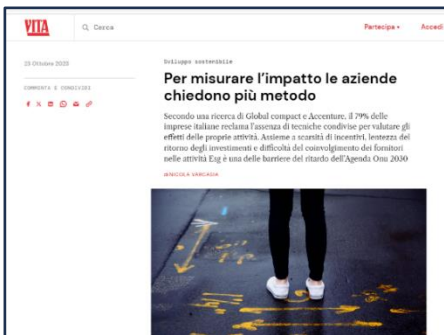 VITA
Cerca
Partecipa
Accedi
23 Ottobre 2023
COMMENTA E CONDIVIDI
Sviluppo sostenibile
Per misurare l'impatto le aziende
chiedono più metodo
Secondo una ricerca di Global compact e Accenture, il 79% delle
imprese italiane reclama l'assenza di tecniche condivise per valutare gli
effetti delle proprie attività. Assieme a scarsità di incentivi, lentezza del
ritorno degli investimenti e difficoltà del coinvolgimento dei fornitori
nelle attività Esg è una delle barriere del ritardo dell'Agenda Onu 2030
di NICOLA VARCASIA